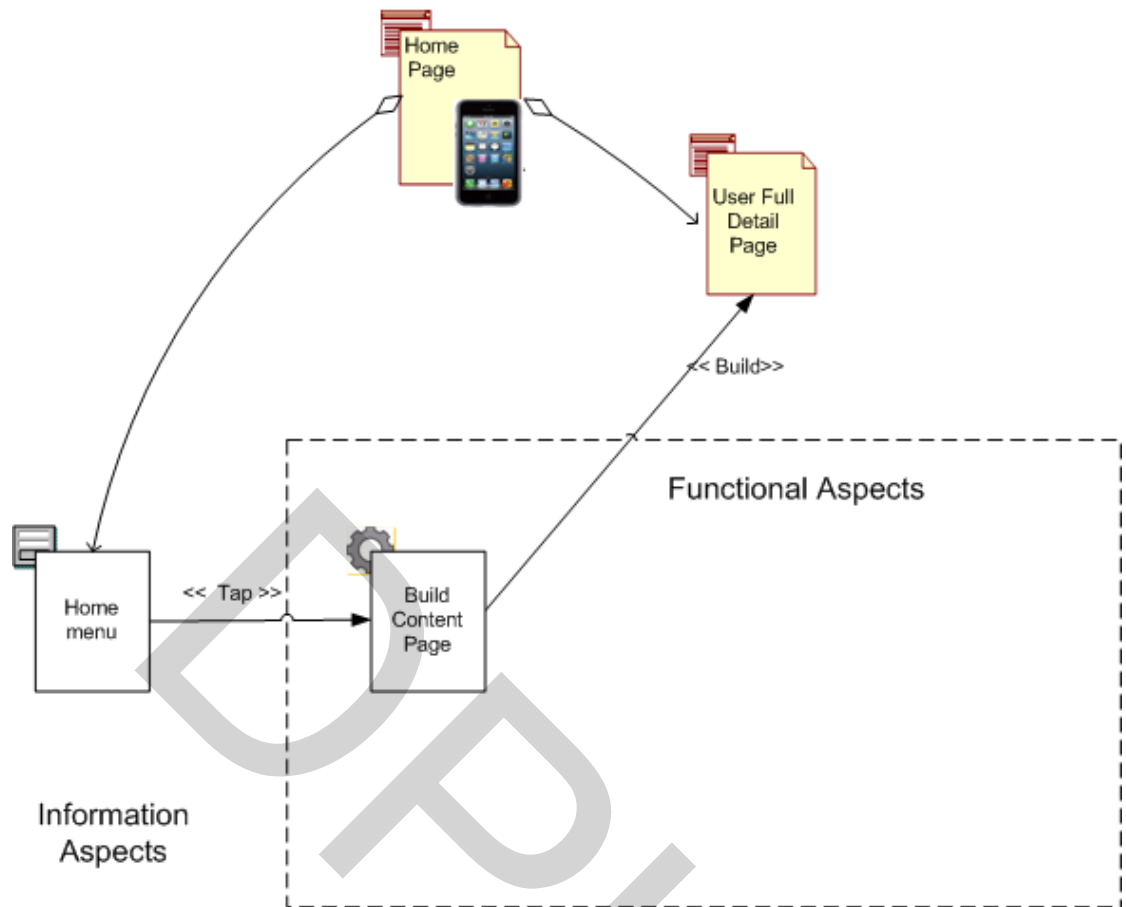 Home
Page
User Full
Detail
Page
<< Build>>
Functional Aspects
<< Tap >>
Home
menu
Build
Content
Page
Information
Aspects